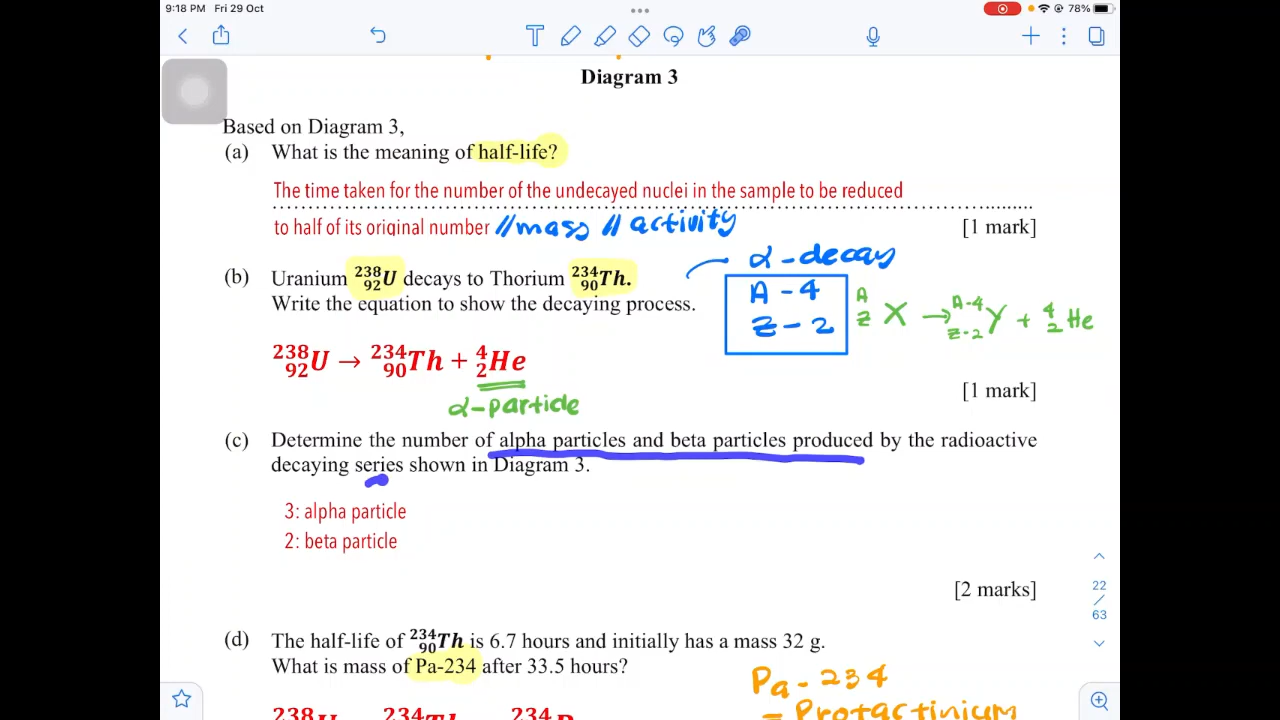 9:18 PM Fri 29 Oct
78%
Diagram 3
Based on Diagram 3,
(a) What is the meaning of half-life?
The time taken for the number of the undecayed nuclei in the sample to be reduced
to half of its original number //mass // activity [1 mark]
α-decay
(b) Uranium ²³⁸₉₂U decays to Thorium ²³⁴₉₀Th.
Write the equation to show the decaying process.
A - 4
Z - 2
ᴬ_Z X → ᴬ⁻⁴_Z-2 Y + ⁴₂He
²³⁸₉₂U → ²³⁴₉₀Th + ⁴₂He
α-particle
[1 mark]
(c) Determine the number of alpha particles and beta particles produced by the radioactive
decaying series shown in Diagram 3.
3: alpha particle
2: beta particle
[2 marks]
22
/
63
(d) The half-life of ²³⁴₉₀Th is 6.7 hours and initially has a mass 32 g.
What is mass of Pa-234 after 33.5 hours?
Pa - 234
= Protactinium